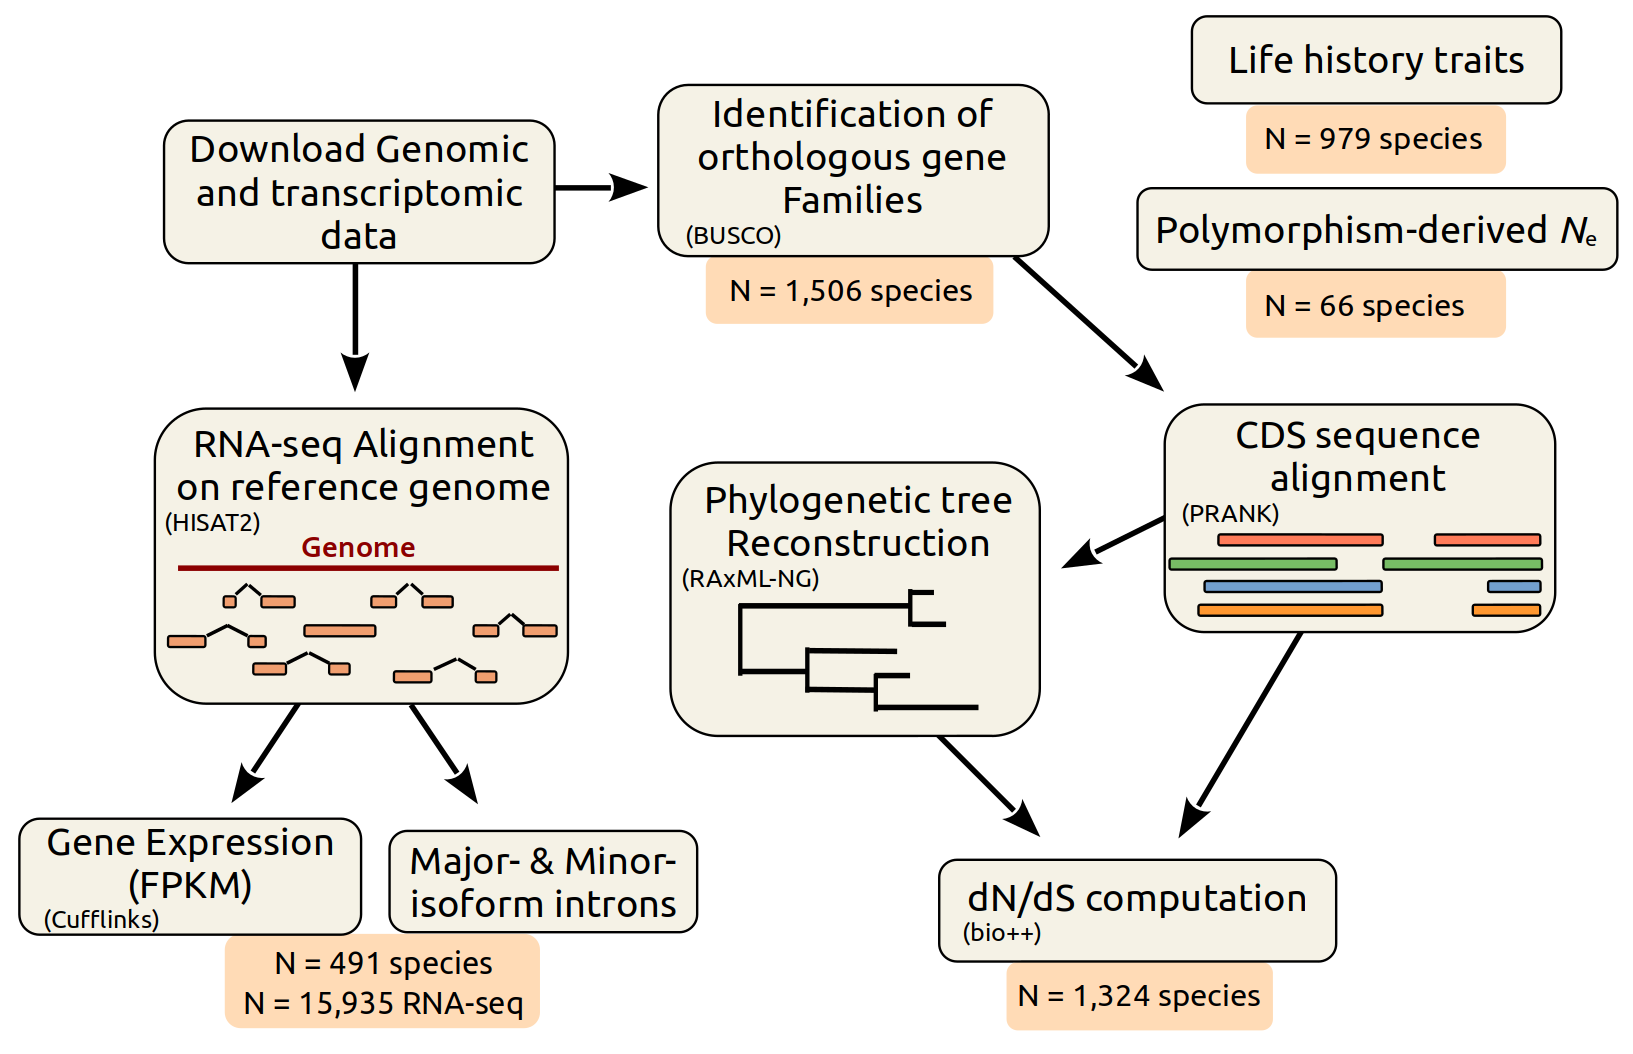 Life history traits
N = 979 species
Polymorphism-derived Ne
N = 66 species
Download Genomic
and transcriptomic
data
Identification of
orthologous gene
Families
(BUSCO)
N = 1,506 species
RNA-seq Alignment
on reference genome
(HISAT2)
Genome
Phylogenetic tree
Reconstruction
(RAxML-NG)
CDS sequence
alignment
(PRANK)
Gene Expression
(FPKM)
(Cufflinks)
Major- & Minor-
isoform introns
N = 491 species
N = 15,935 RNA-seq
dN/dS computation
(bio++)
N = 1,324 species